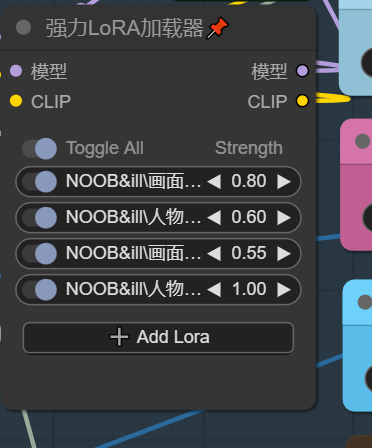 强力LoRA加载器📌
模型 模型
CLIP CLIP
Toggle All Strength
NOOB&ill\画面... ◀ 0.80 ▶
NOOB&ill\人物... ◀ 0.60 ▶
NOOB&ill\画面... ◀ 0.55 ▶
NOOB&ill\人物... ◀ 1.00 ▶
+ Add Lora